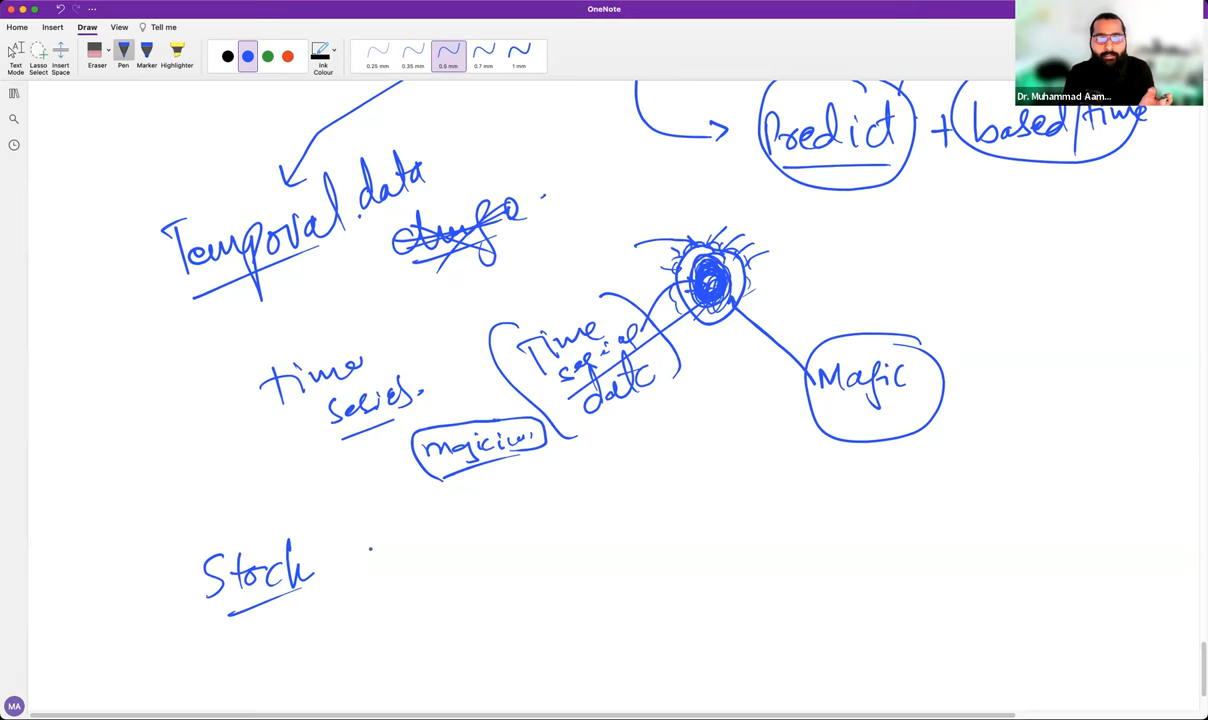 OneNote
Home Insert Draw View Tell me
Text Mode
Lasso Select
Insert Space
Eraser
Pen
Marker
Highlighter
Ink Colour
0.25 mm
0.35 mm
0.5 mm
0.7 mm
1 mm
Dr. Muhammad Aam...
Predict + based/time
Temporal data
Time
series.
Time
serial
data
Magic
magician
Stock
MA